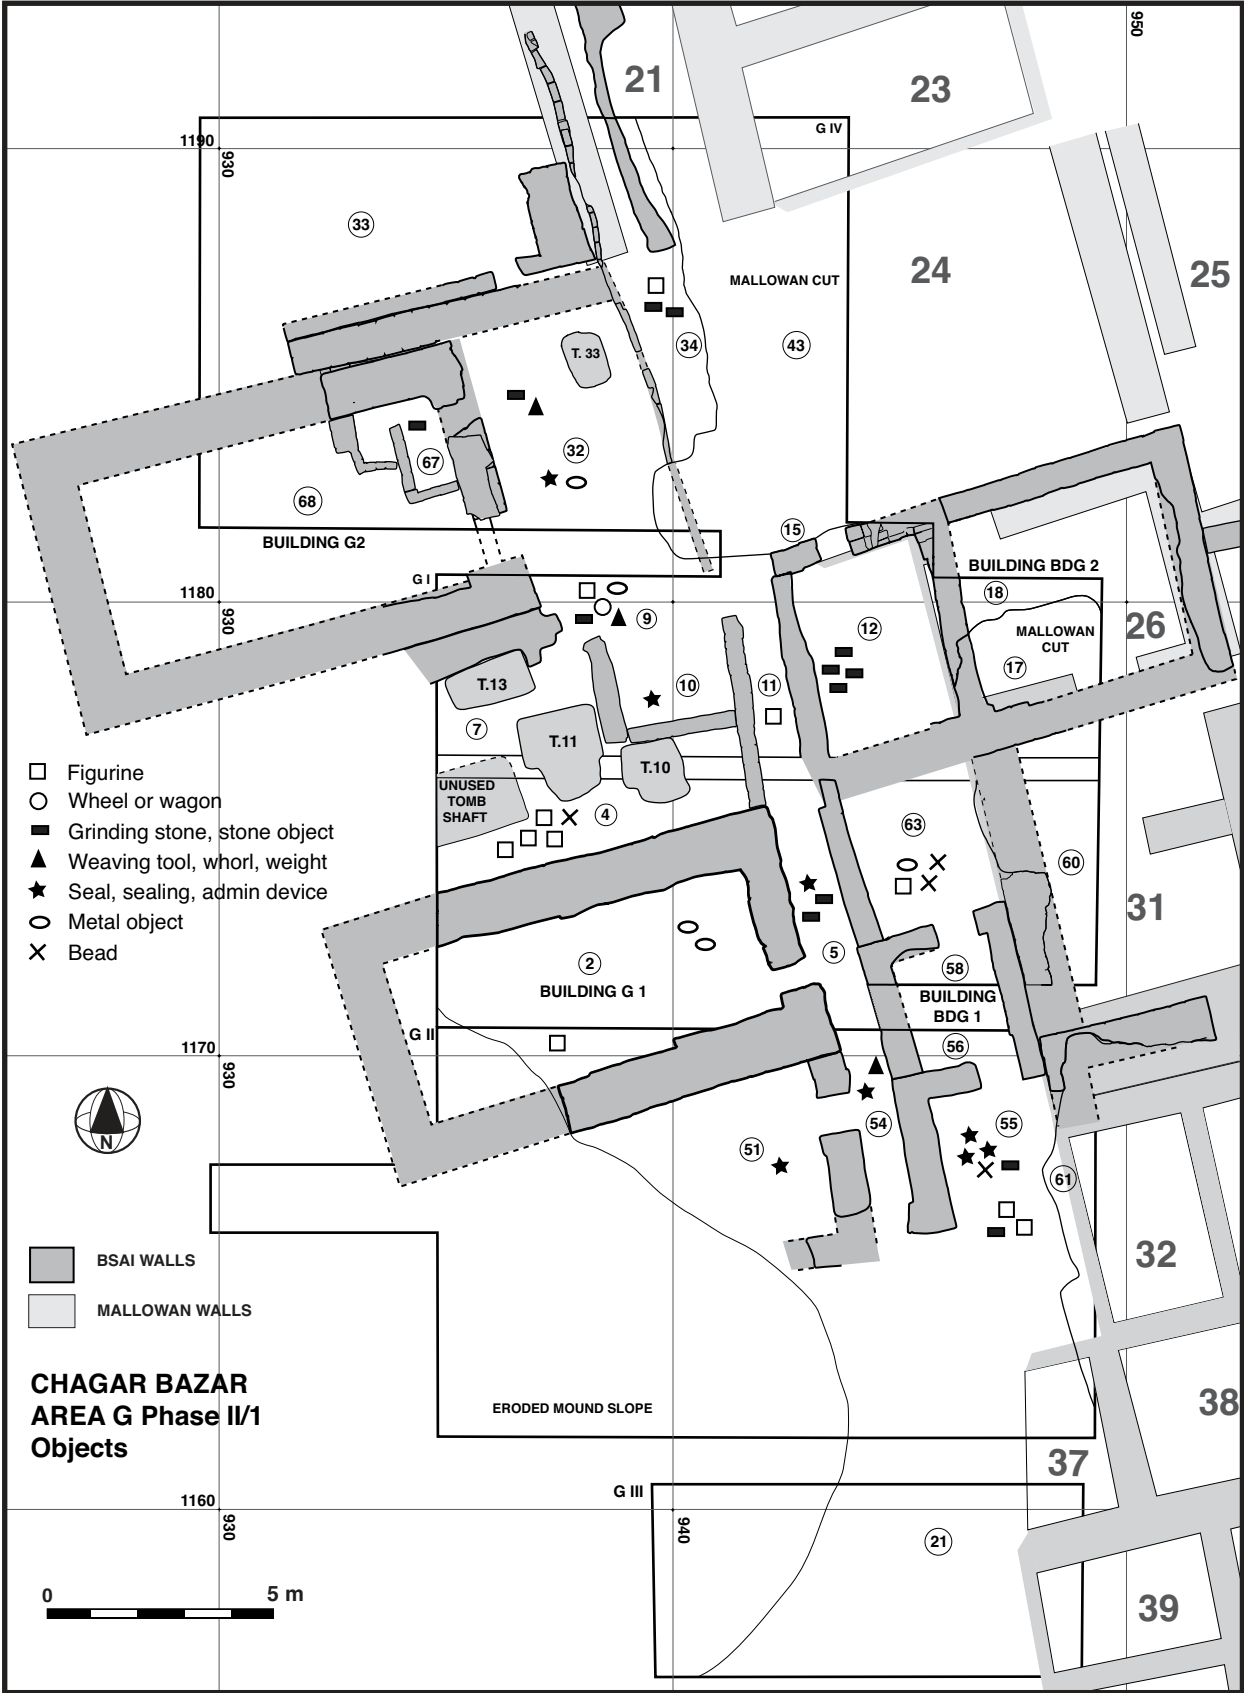 950
21
23
G IV
1190
930
33
24
25
MALLOWAN CUT
34
43
T. 33
32
67
68
15
BUILDING G2
BUILDING BDG 2
G I
18
1180
930
9
12
MALLOWAN
CUT
26
17
T.13
10
11
7
T.11
T.10
Figurine
UNUSED
TOMB
SHAFT
Wheel or wagon
4
63
Grinding stone, stone object
60
Weaving tool, whorl, weight
Seal, sealing, admin device
31
Metal object
Bead
5
2
58
BUILDING G 1
BUILDING
BDG 1
G II
1170
930
56
N
54
55
51
61
BSAI WALLS
32
MALLOWAN WALLS
CHAGAR BAZAR
AREA G Phase II/1
Objects
ERODED MOUND SLOPE
38
37
G III
1160
930
940
21
0
5 m
39